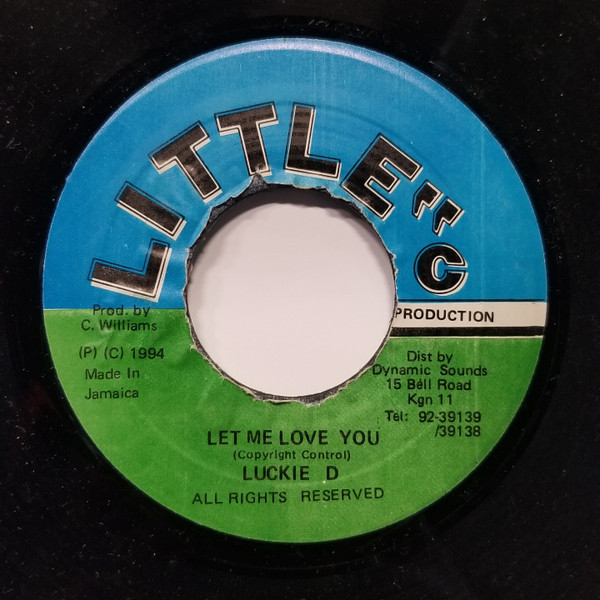 LITTLE "C
PRODUCTION
Prod. by
C. Williams
(P) (C) 1994
Made In
Jamaica
Dist by
Dynamic Sounds
15 Bell Road
Kgn 11
Tel: 92-39139
/39138
LET ME LOVE YOU
(Copyright Control)
LUCKIE D
ALL RIGHTS RESERVED